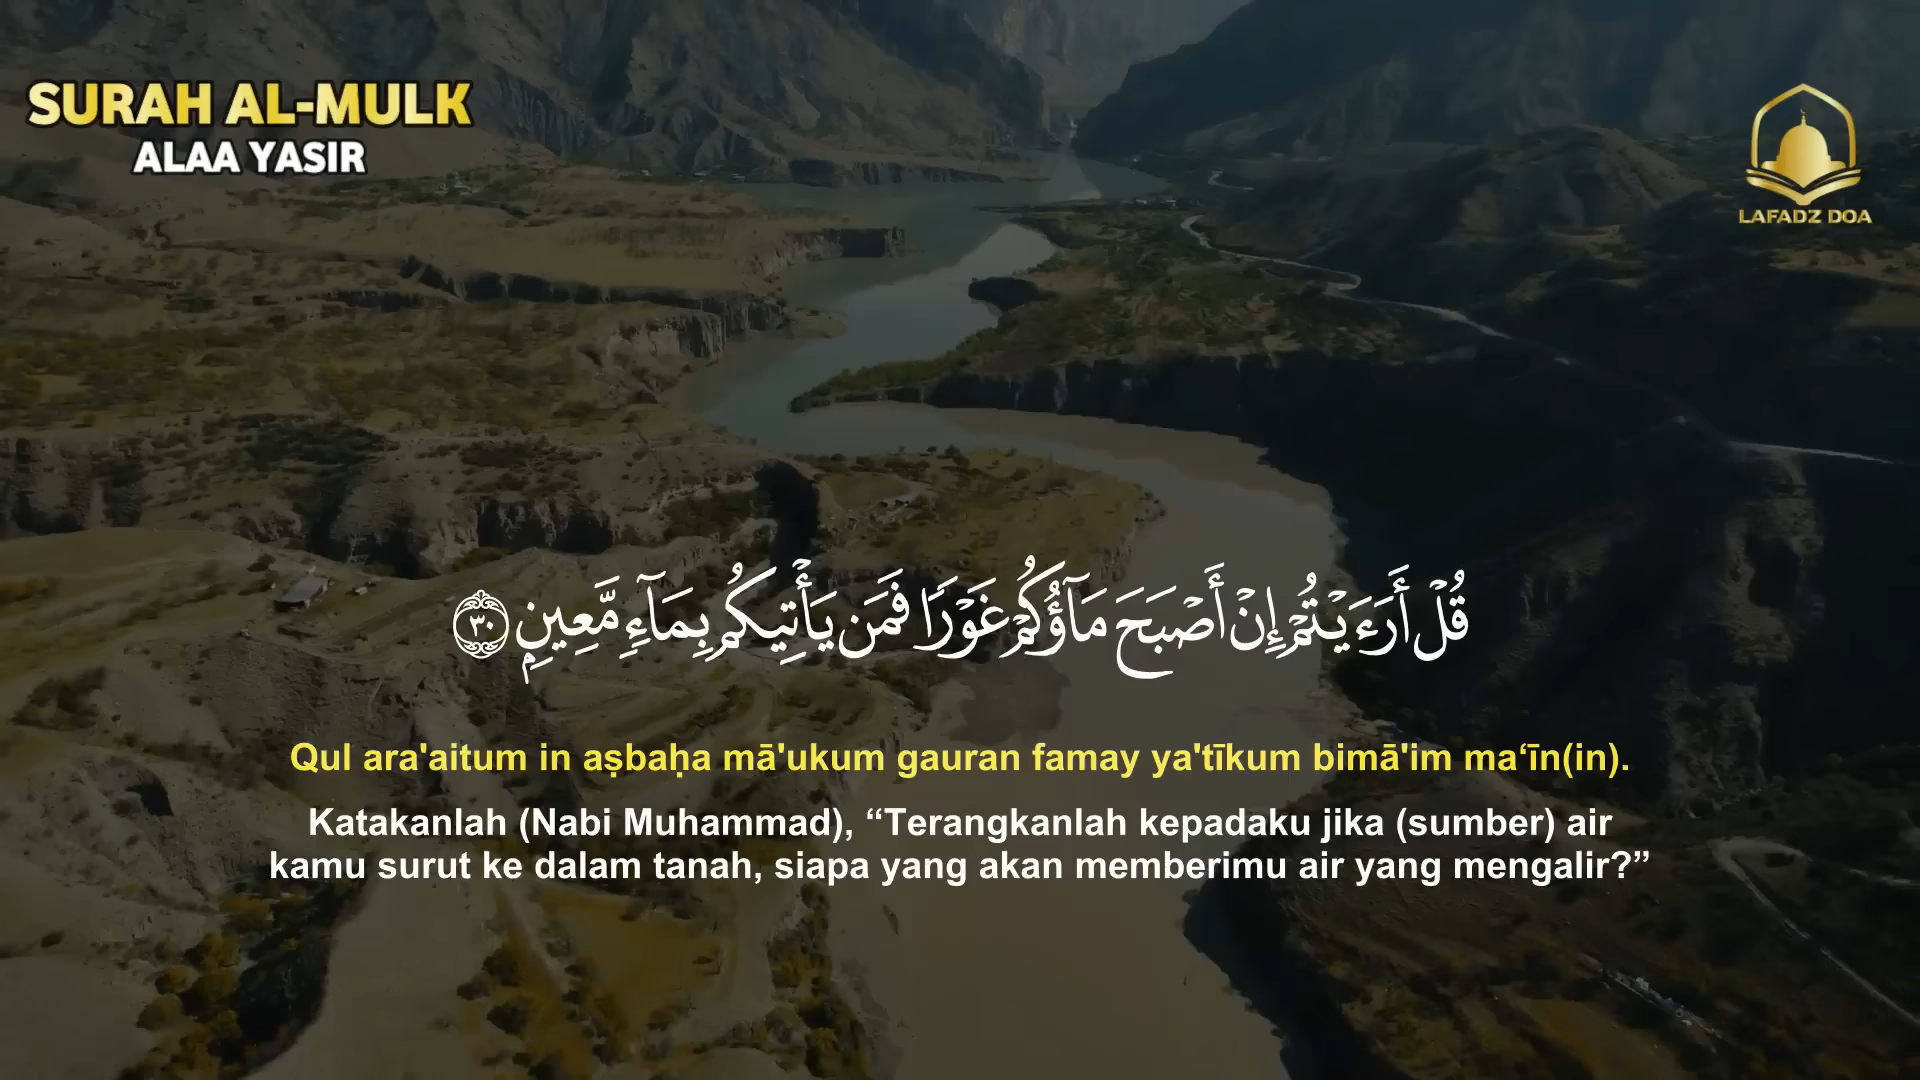 SURAH AL-MULK
ALAA YASIR
LAFADZ DOA
قُلْ أَرَءَيْتُمْ إِنْ أَصْبَحَ مَآؤُكُمْ غَوْرًا فَمَن يَأْتِيكُم بِمَآءٍ مَّعِينٍۭ ٣٠
Qul ara'aitum in aṣbaḥa mā'ukum gauran famay ya'tīkum bimā'im ma‘īn(in).
Katakanlah (Nabi Muhammad), “Terangkanlah kepadaku jika (sumber) air
kamu surut ke dalam tanah, siapa yang akan memberimu air yang mengalir?”